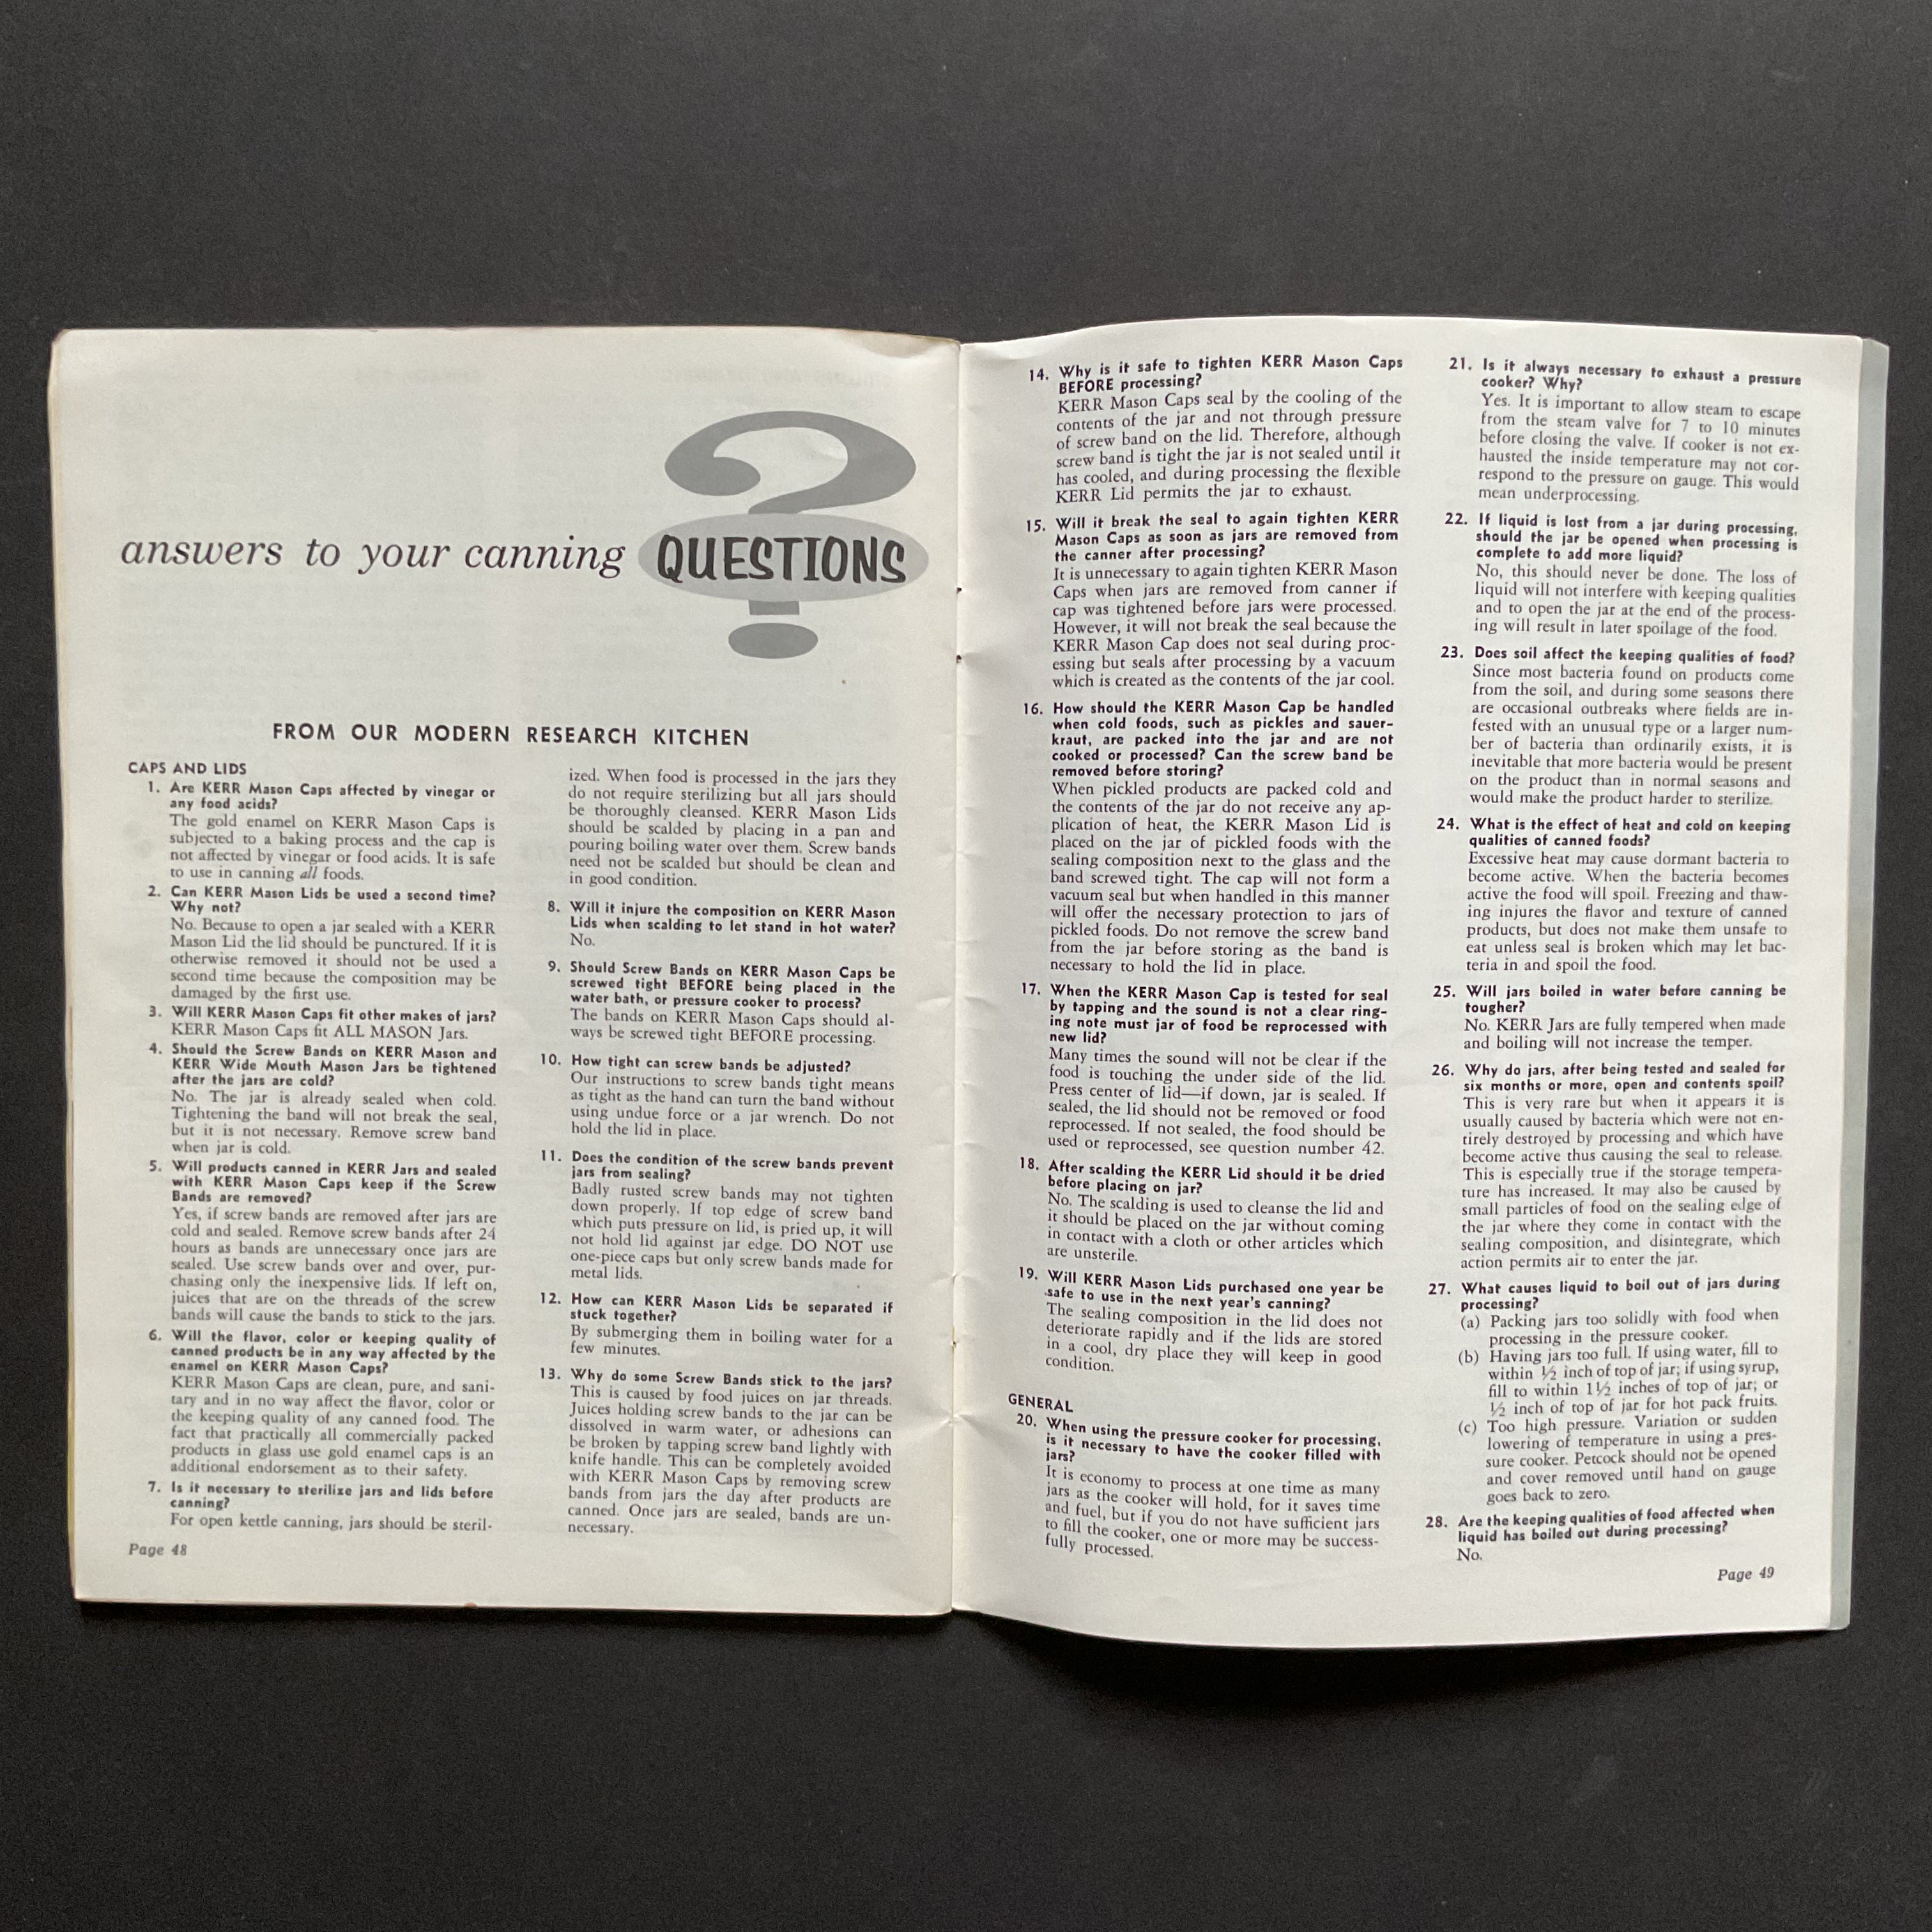 answers to your canning QUESTIONS
FROM OUR MODERN RESEARCH KITCHEN
CAPS AND LIDS
1. Are KERR Mason Caps affected by vinegar or
any food acids?
The gold enamel on KERR Mason Caps is
subjected to a baking process and the cap is
not affected by vinegar or food acids. It is safe
to use in canning all foods.
2. Can KERR Mason Lids be used a second time?
Why not?
No. Because to open a jar sealed with a KERR
Mason Lid the lid should be punctured. If it is
otherwise removed it should not be used a
second time because the composition may be
damaged by the first use.
3. Will KERR Mason Caps fit other makes of jars?
KERR Mason Caps fit ALL MASON Jars.
4. Should the Screw Bands on KERR Mason and
KERR Wide Mouth Mason Jars be tightened
after the jars are cold?
No. The jar is already sealed when cold.
Tightening the band will not break the seal,
but it is not necessary. Remove screw band
when jar is cold.
5. Will products canned in KERR Jars and sealed
with KERR Mason Caps keep if the Screw
Bands are removed?
Yes, if screw bands are removed after jars are
cold and sealed. Remove screw bands after 24
hours as bands are unnecessary once jars are
sealed. Use screw bands over and over, pur-
chasing only the inexpensive lids. If left on,
juices that are on the threads of the screw
bands will cause the bands to stick to the jars.
6. Will the flavor, color or keeping quality of
canned products be in any way affected by the
enamel on KERR Mason Caps?
KERR Mason Caps are clean, pure, and sani-
tary and in no way affect the flavor, color or
the keeping quality of any canned food. The
fact that practically all commercially packed
products in glass use gold enamel caps is an
additional endorsement as to their safety.
7. Is it necessary to sterilize jars and lids before
canning?
For open kettle canning, jars should be steril-
Page 48
ized. When food is processed in the jars they
do not require sterilizing but all jars should
be thoroughly cleansed. KERR Mason Lids
should be scalded by placing in a pan and
pouring boiling water over them. Screw bands
need not be scalded but should be clean and
in good condition.
8. Will it injure the composition on KERR Mason
Lids when scalding to let stand in hot water?
No.
9. Should Screw Bands on KERR Mason Caps be
screwed tight BEFORE being placed in the
water bath, or pressure cooker to process?
The bands on KERR Mason Caps should al-
ways be screwed tight BEFORE processing.
10. How tight can screw bands be adjusted?
Our instructions to screw bands tight means
as tight as the hand can turn the band without
using undue force or a jar wrench. Do not
hold the lid in place.
11. Does the condition of the screw bands prevent
jars from sealing?
Badly rusted screw bands may not tighten
down properly. If top edge of screw band
which puts pressure on lid, is pried up, it will
not hold lid against jar edge. DO NOT use
one-piece caps but only screw bands made for
metal lids.
12. How can KERR Mason Lids be separated if
stuck together?
By submerging them in boiling water for a
few minutes.
13. Why do some Screw Bands stick to the jars?
This is caused by food juices on jar threads.
Juices holding screw bands to the jar can be
dissolved in warm water, or adhesions can
be broken by tapping screw band lightly with
knife handle. This can be completely avoided
with KERR Mason Caps by removing screw
bands from jars the day after products are
canned. Once jars are sealed, bands are un-
necessary.
14. Why is it safe to tighten KERR Mason Caps
BEFORE processing?
KERR Mason Caps seal by the cooling of the
contents of the jar and not through pressure
of screw band on the lid. Therefore, although
screw band is tight the jar is not sealed until it
has cooled, and during processing the flexible
KERR Lid permits the jar to exhaust.
15. Will it break the seal to again tighten KERR
Mason Caps as soon as jars are removed from
the canner after processing?
It is unnecessary to again tighten KERR Mason
Caps when jars are removed from canner if
cap was tightened before jars were processed.
However, it will not break the seal because the
KERR Mason Cap does not seal during proc-
essing but seals after processing by a vacuum
which is created as the contents of the jar cool.
16. How should the KERR Mason Cap be handled
when cold foods, such as pickles and sauer-
kraut, are packed into the jar and are not
cooked or processed? Can the screw band be
removed before storing?
When pickled products are packed cold and
the contents of the jar do not receive any ap-
plication of heat, the KERR Mason Lid is
placed on the jar of pickled foods with the
sealing composition next to the glass and the
band screwed tight. The cap will not form a
vacuum seal but when handled in this manner
will offer the necessary protection to jars of
pickled foods. Do not remove the screw band
from the jar before storing as the band is
necessary to hold the lid in place.
17. When the KERR Mason Cap is tested for seal
by tapping and the sound is not a clear ring-
ing note must jar of food be reprocessed with
new lid?
Many times the sound will not be clear if the
food is touching the under side of the lid.
Press center of lid—if down, jar is sealed. If
sealed, the lid should not be removed or food
reprocessed. If not sealed, the food should be
used or reprocessed, see question number 42.
18. After scalding the KERR Lid should it be dried
before placing on jar?
No. The scalding is used to cleanse the lid and
it should be placed on the jar without coming
in contact with a cloth or other articles which
are unsterile.
19. Will KERR Mason Lids purchased one year be
safe to use in the next year's canning?
The sealing composition in the lid does not
deteriorate rapidly and if the lids are stored
in a cool, dry place they will keep in good
condition.
GENERAL
20. When using the pressure cooker for processing,
is it necessary to have the cooker filled with
jars?
It is economy to process at one time as many
jars as the cooker will hold, for it saves time
and fuel, but if you do not have sufficient jars
to fill the cooker, one or more may be success-
fully processed.
21. Is it always necessary to exhaust a pressure
cooker? Why?
Yes. It is important to allow steam to escape
from the steam valve for 7 to 10 minutes
before closing the valve. If cooker is not ex-
hausted the inside temperature may not cor-
respond to the pressure on gauge. This would
mean underprocessing.
22. If liquid is lost from a jar during processing,
should the jar be opened when processing is
complete to add more liquid?
No, this should never be done. The loss of
liquid will not interfere with keeping qualities
and to open the jar at the end of the process-
ing will result in later spoilage of the food.
23. Does soil affect the keeping qualities of food?
Since most bacteria found on products come
from the soil, and during some seasons there
are occasional outbreaks where fields are in-
fested with an unusual type or a larger num-
ber of bacteria than ordinarily exists, it is
inevitable that more bacteria would be present
on the product than in normal seasons and
would make the product harder to sterilize.
24. What is the effect of heat and cold on keeping
qualities of canned foods?
Excessive heat may cause dormant bacteria to
become active. When the bacteria becomes
active the food will spoil. Freezing and thaw-
ing injures the flavor and texture of canned
products, but does not make them unsafe to
eat unless seal is broken which may let bac-
teria in and spoil the food.
25. Will jars boiled in water before canning be
tougher?
No. KERR Jars are fully tempered when made
and boiling will not increase the temper.
26. Why do jars, after being tested and sealed for
six months or more, open and contents spoil?
This is very rare but when it appears it is
usually caused by bacteria which were not en-
tirely destroyed by processing and which have
become active thus causing the seal to release.
This is especially true if the storage tempera-
ture has increased. It may also be caused by
small particles of food on the sealing edge of
the jar where they come in contact with the
sealing composition, and disintegrate, which
action permits air to enter the jar.
27. What causes liquid to boil out of jars during
processing?
(a) Packing jars too solidly with food when
processing in the pressure cooker.
(b) Having jars too full. If using water, fill to
within ½ inch of top of jar; if using syrup,
fill to within 1½ inches of top of jar; or
½ inch of top of jar for hot pack fruits.
(c) Too high pressure. Variation or sudden
lowering of temperature in using a pres-
sure cooker. Petcock should not be opened
and cover removed until hand on gauge
goes back to zero.
28. Are the keeping qualities of food affected when
liquid has boiled out during processing?
No.
Page 49